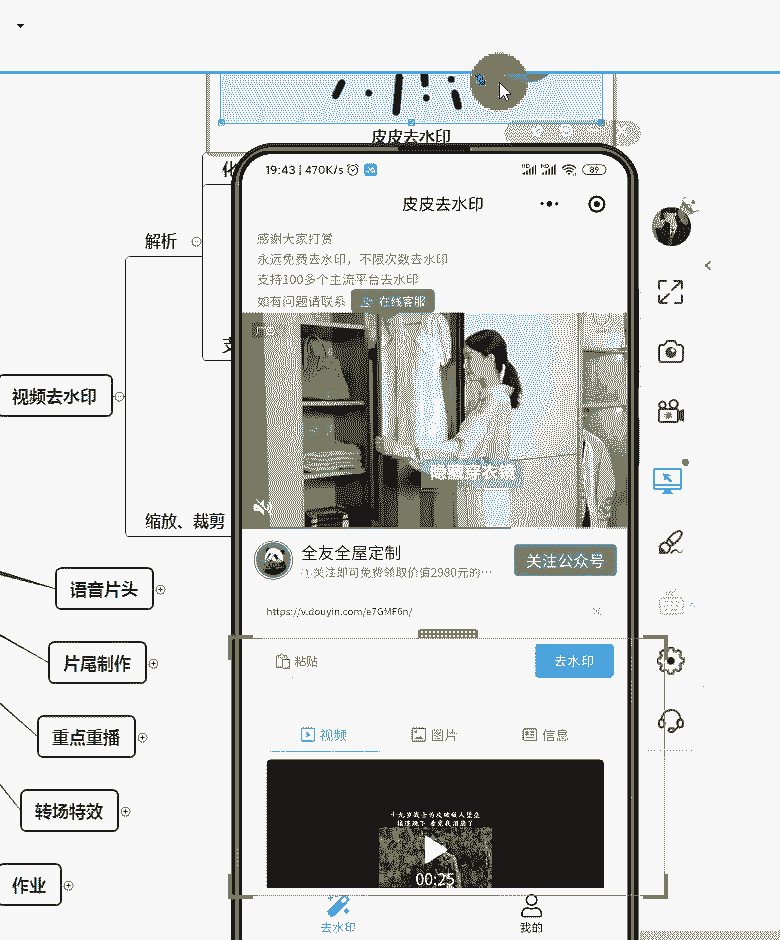 皮皮去水印
化
19:43 | 470K/s
89
皮皮去水印
解析
感谢大家打赏
永远免费去水印，不限次数去水印
支持100多个主流平台去水印
如有问题请联系 在线客服
支
视频去水印
缩放、裁剪
全友全屋定制
关注公众号
1.关注即可免费领取价值2980元的…
语音片头
https://v.douyin.com/e7GMF6n/
片尾制作
粘贴
去水印
重点重播
视频
图片
信息
转场特效
00:25
作业
去水印
我的